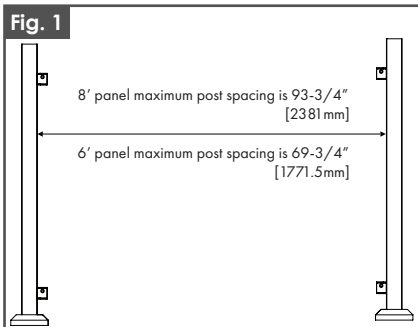 Fig. 1
8′ panel maximum post spacing is 93-3/4″
[2381mm]
6′ panel maximum post spacing is 69-3/4″
[1771.5mm]